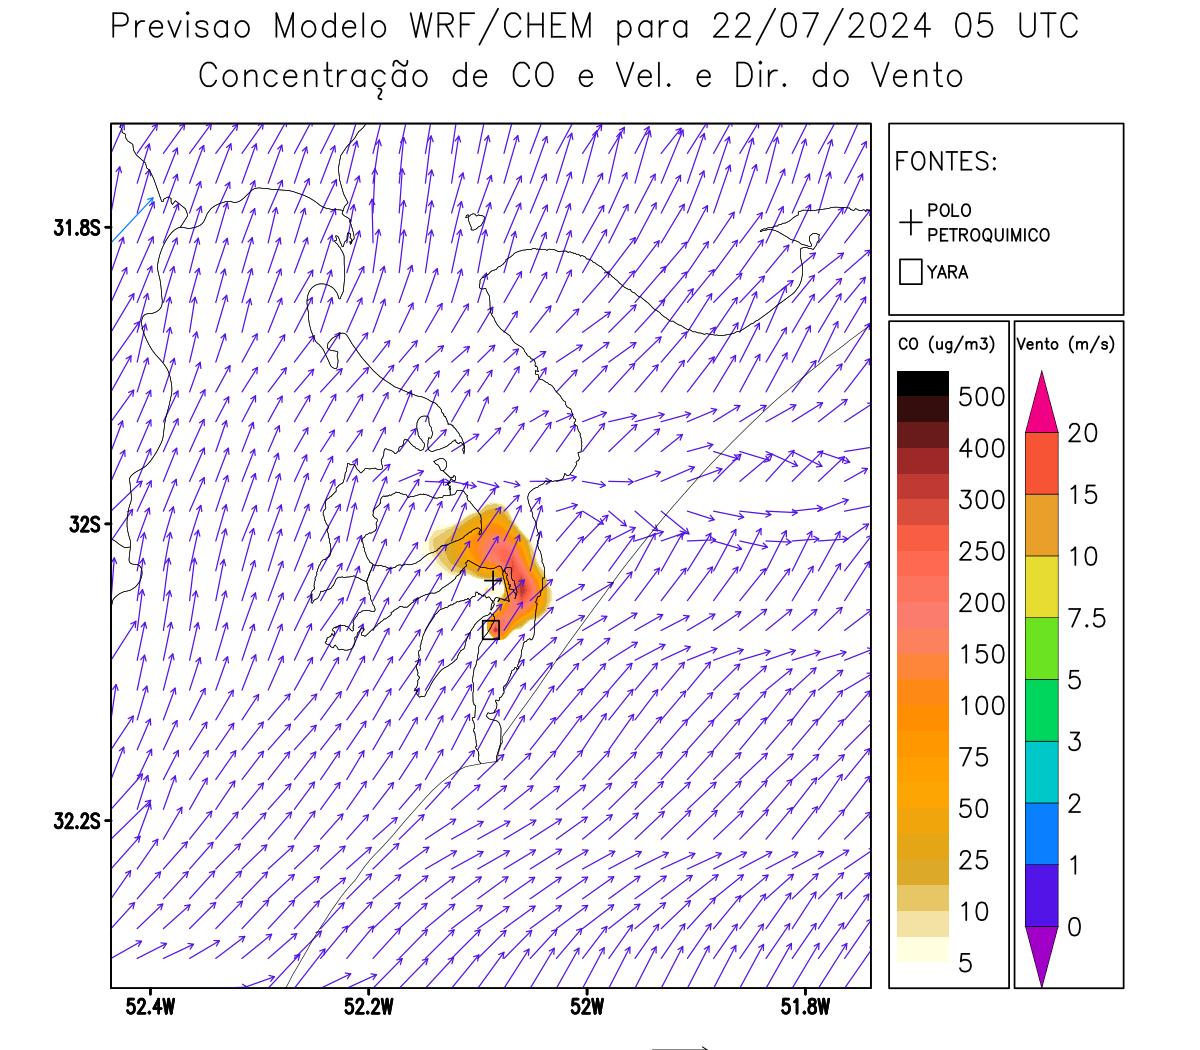 Previsao Modelo WRF/CHEM para 22/07/2024 05 UTC
Concentração de CO e Vel. e Dir. do Vento
FONTES:
POLO
PETROQUIMICO
YARA
CO (ug/m3)
500
400
300
250
200
150
100
75
50
25
10
5
Vento (m/s)
20
15
10
7.5
5
3
2
1
0
31.8S
32S
32.2S
52.4W
52.2W
52W
51.8W